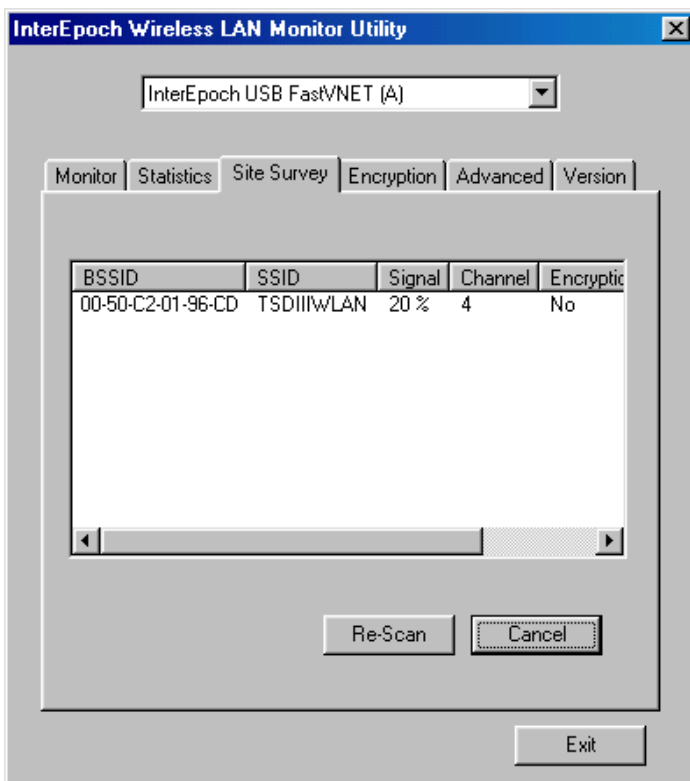 InterEpoch Wireless LAN Monitor Utility
InterEpoch USB FastVNET (A)
Monitor Statistics Site Survey Encryption Advanced Version
BSSID SSID Signal Channel Encryptic
00-50-C2-01-96-CD TSDIIIWLAN 20 % 4 No
Re-Scan Cancel
Exit